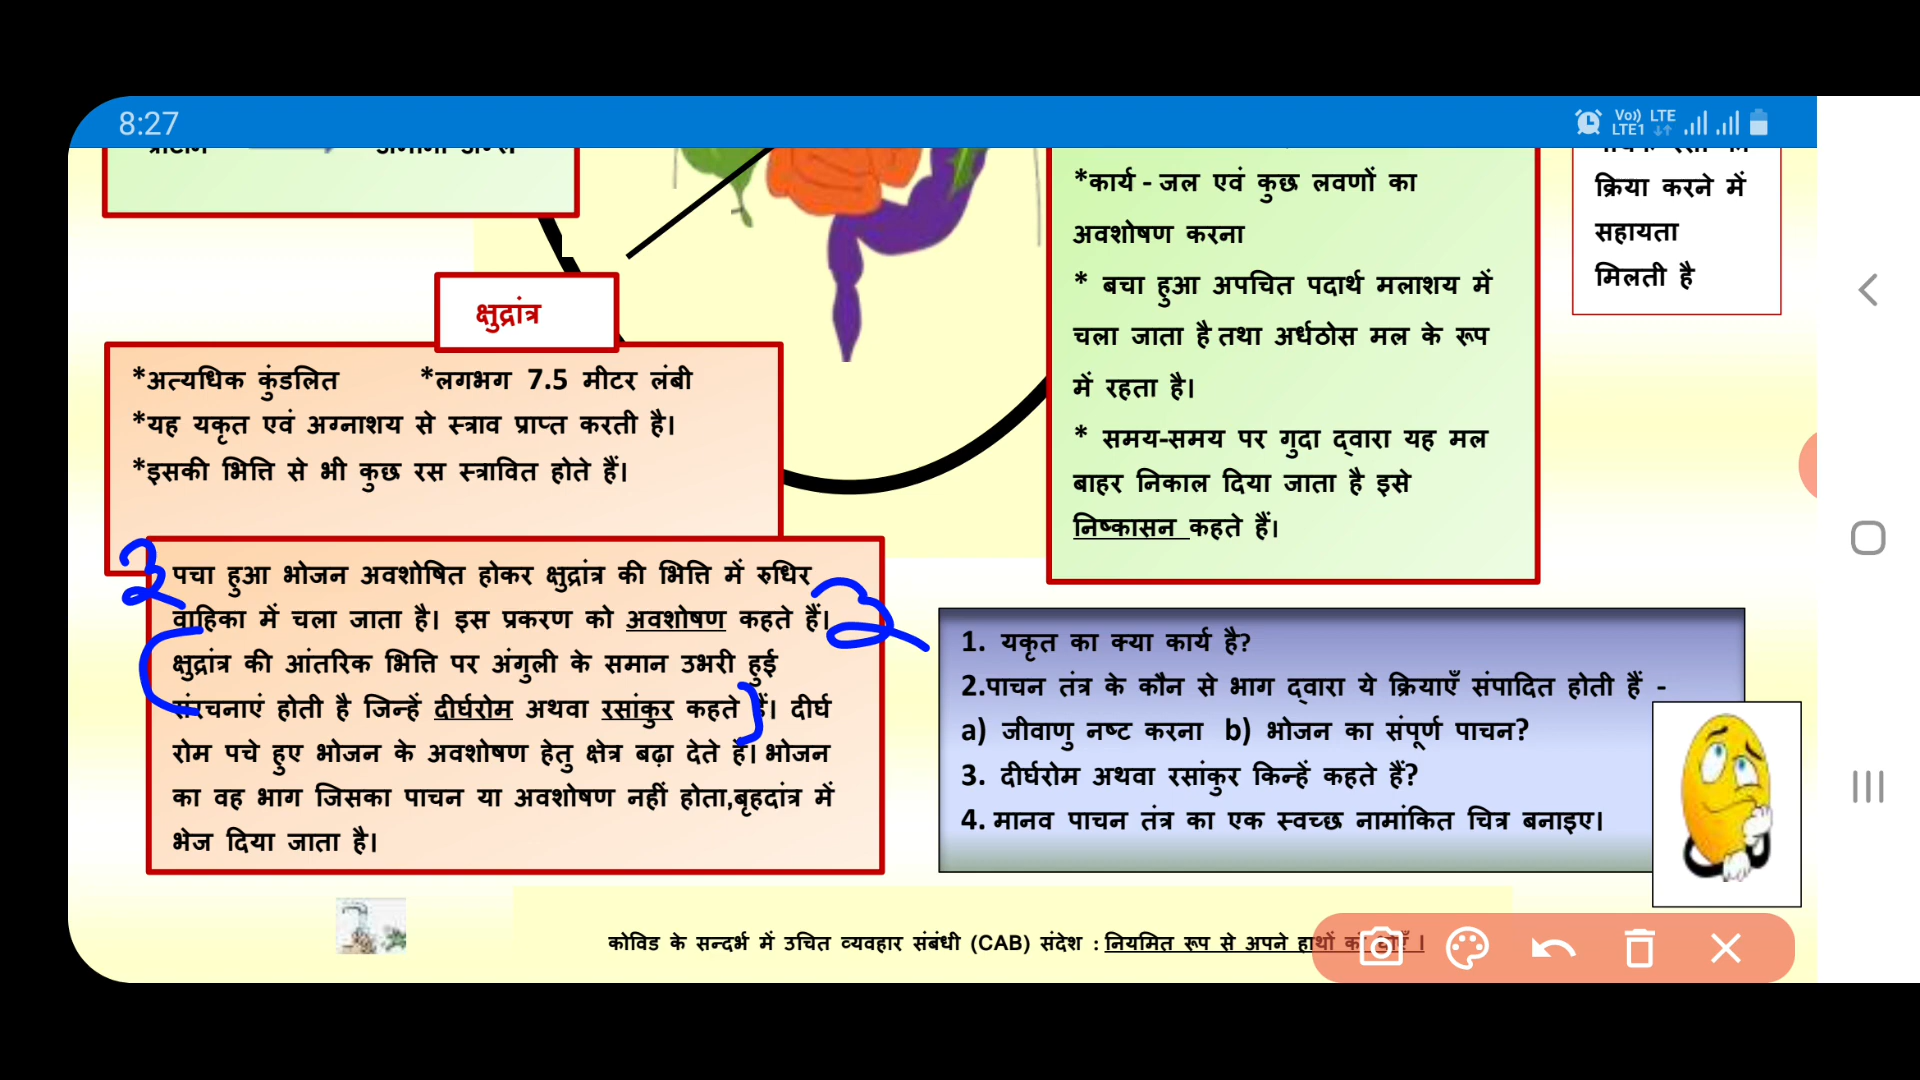 8:27
Vo)) LTE
LTE1
*कार्य - जल एवं कुछ लवणों का
अवशोषण करना
* बचा हुआ अपचित पदार्थ मलाशय में
चला जाता है तथा अर्धठोस मल के रूप
में रहता है।
* समय-समय पर गुदा द्वारा यह मल
बाहर निकाल दिया जाता है इसे
निष्कासन कहते हैं।
क्रिया करने में
सहायता
मिलती है
क्षुद्रांत्र
*अत्यधिक कुंडलित *लगभग 7.5 मीटर लंबी
*यह यकृत एवं अग्नाशय से स्त्राव प्राप्त करती है।
*इसकी भित्ति से भी कुछ रस स्त्रावित होते हैं।
पचा हुआ भोजन अवशोषित होकर क्षुद्रांत्र की भित्ति में रुधिर
वाहिका में चला जाता है। इस प्रकरण को अवशोषण कहते हैं।
क्षुद्रांत्र की आंतरिक भित्ति पर अंगुली के समान उभरी हुई
संरचनाएं होती है जिन्हें दीर्घरोम अथवा रसांकुर कहते हैं। दीर्घ
रोम पचे हुए भोजन के अवशोषण हेतु क्षेत्र बढ़ा देते हैं। भोजन
का वह भाग जिसका पाचन या अवशोषण नहीं होता,बृहदांत्र में
भेज दिया जाता है।
1. यकृत का क्या कार्य है?
2.पाचन तंत्र के कौन से भाग द्वारा ये क्रियाएँ संपादित होती हैं -
a) जीवाणु नष्ट करना b) भोजन का संपूर्ण पाचन?
3. दीर्घरोम अथवा रसांकुर किन्हें कहते हैं?
4. मानव पाचन तंत्र का एक स्वच्छ नामांकित चित्र बनाइए।
कोविड के सन्दर्भ में उचित व्यवहार संबंधी (CAB) संदेश : नियमित रूप से अपने हाथों को धोएँ ।